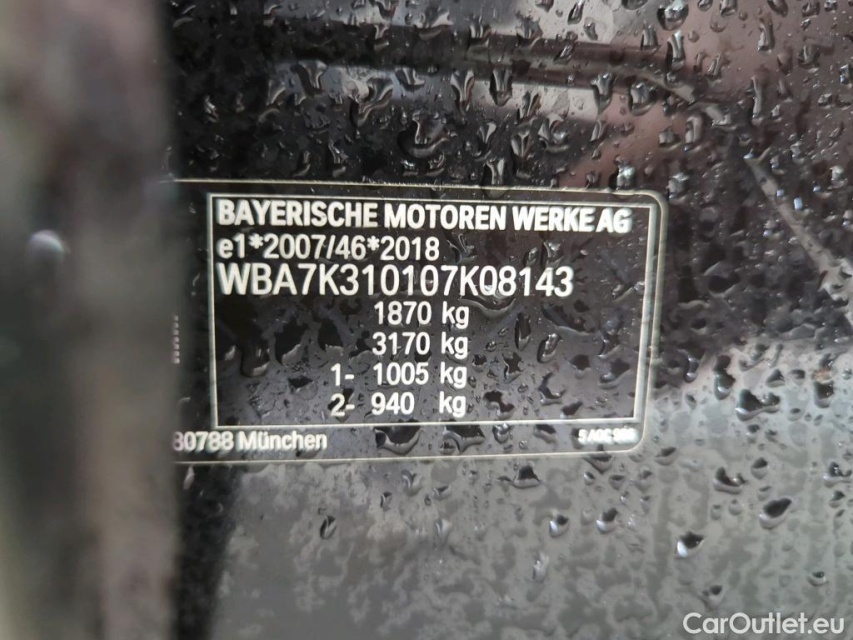 BAYERISCHE MOTOREN WERKE AG
e1*2007/46*2018
WBA7K310107K08143
1870 kg
3170 kg
1- 1005 kg
2- 940 kg
80788 München
CarOutlet.eu